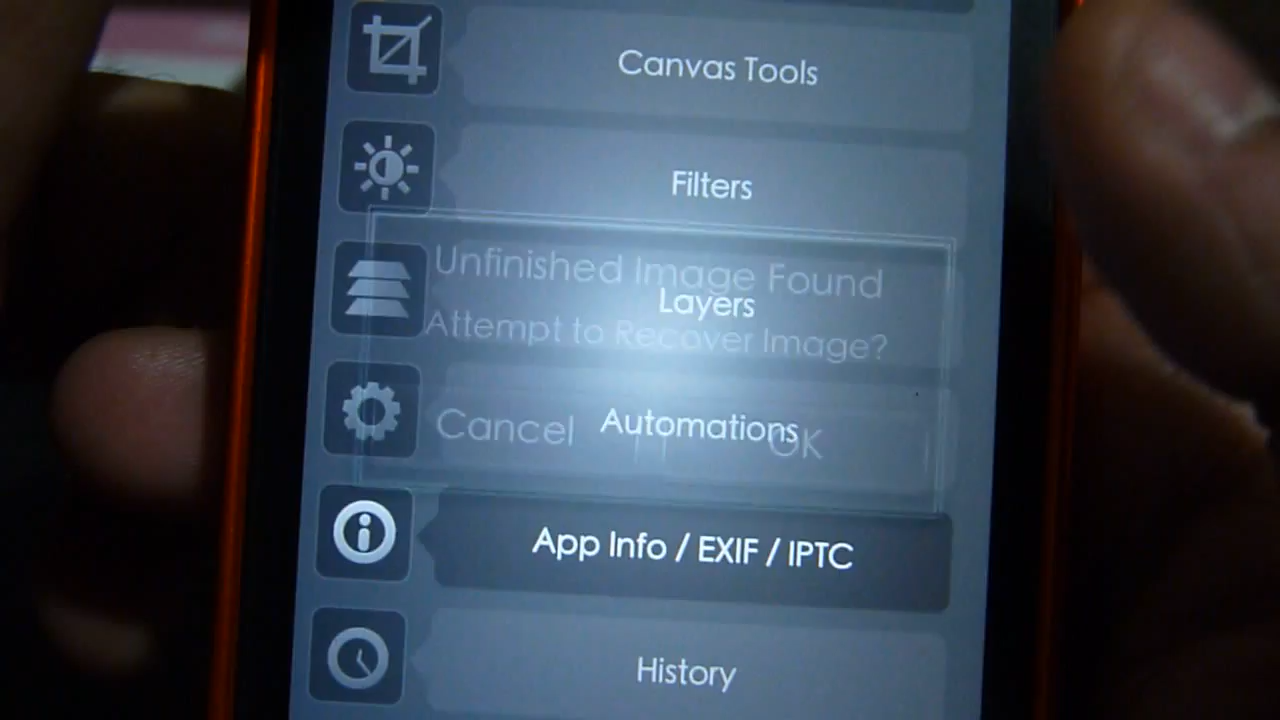 Canvas Tools
Filters
Unfinished Image Found
Layers
Attempt to Recover Image?
Automations
Cancel
OK
App Info / EXIF / IPTC
History